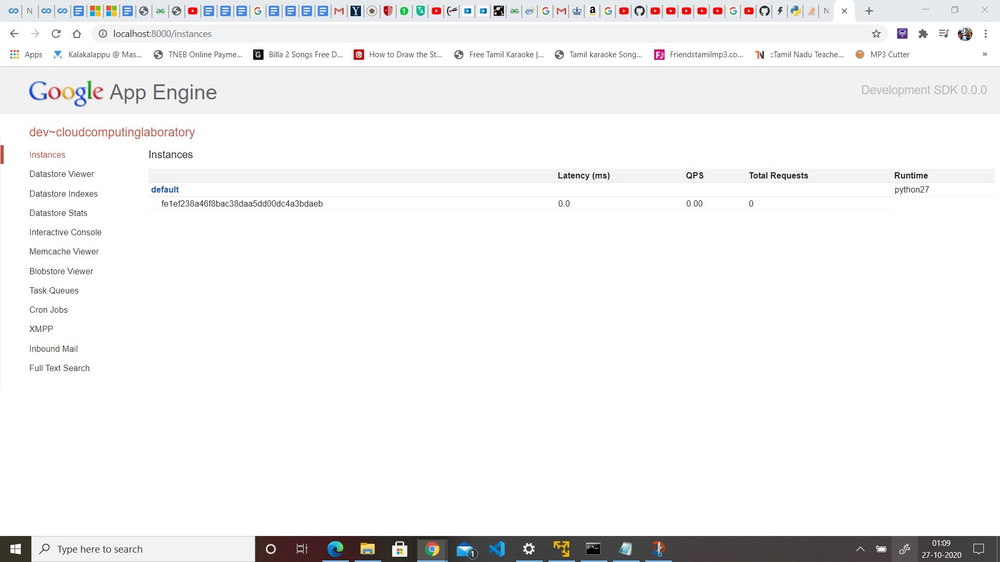 localhost:8000/instances
Apps Kalakalappu @ Mas... TNEB Online Payme... Billa 2 Songs Free D... How to Draw the St... Free Tamil Karaoke |... Tamil karaoke Song... Friendstamilmp3.co... ::Tamil Nadu Teache... MP3 Cutter »
Google App Engine
Development SDK 0.0.0
dev~cloudcomputinglaboratory
Instances
Datastore Viewer
Datastore Indexes
Datastore Stats
Interactive Console
Memcache Viewer
Blobstore Viewer
Task Queues
Cron Jobs
XMPP
Inbound Mail
Full Text Search
Instances
Latency (ms) QPS Total Requests Runtime
default python27
fe1ef238a46f8bac38daa5dd00dc4a3bdaeb 0.0 0.00 0
Type here to search
1
01:09
27-10-2020